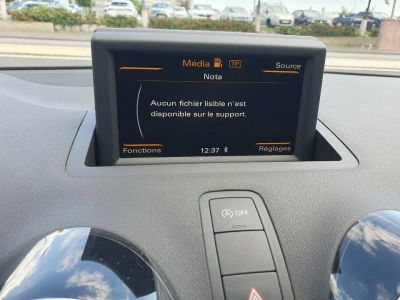 Média TP
Source
Nota
Aucun fichier lisible n'est
disponible sur le support.
Fonctions
12:37
Réglages
OFF